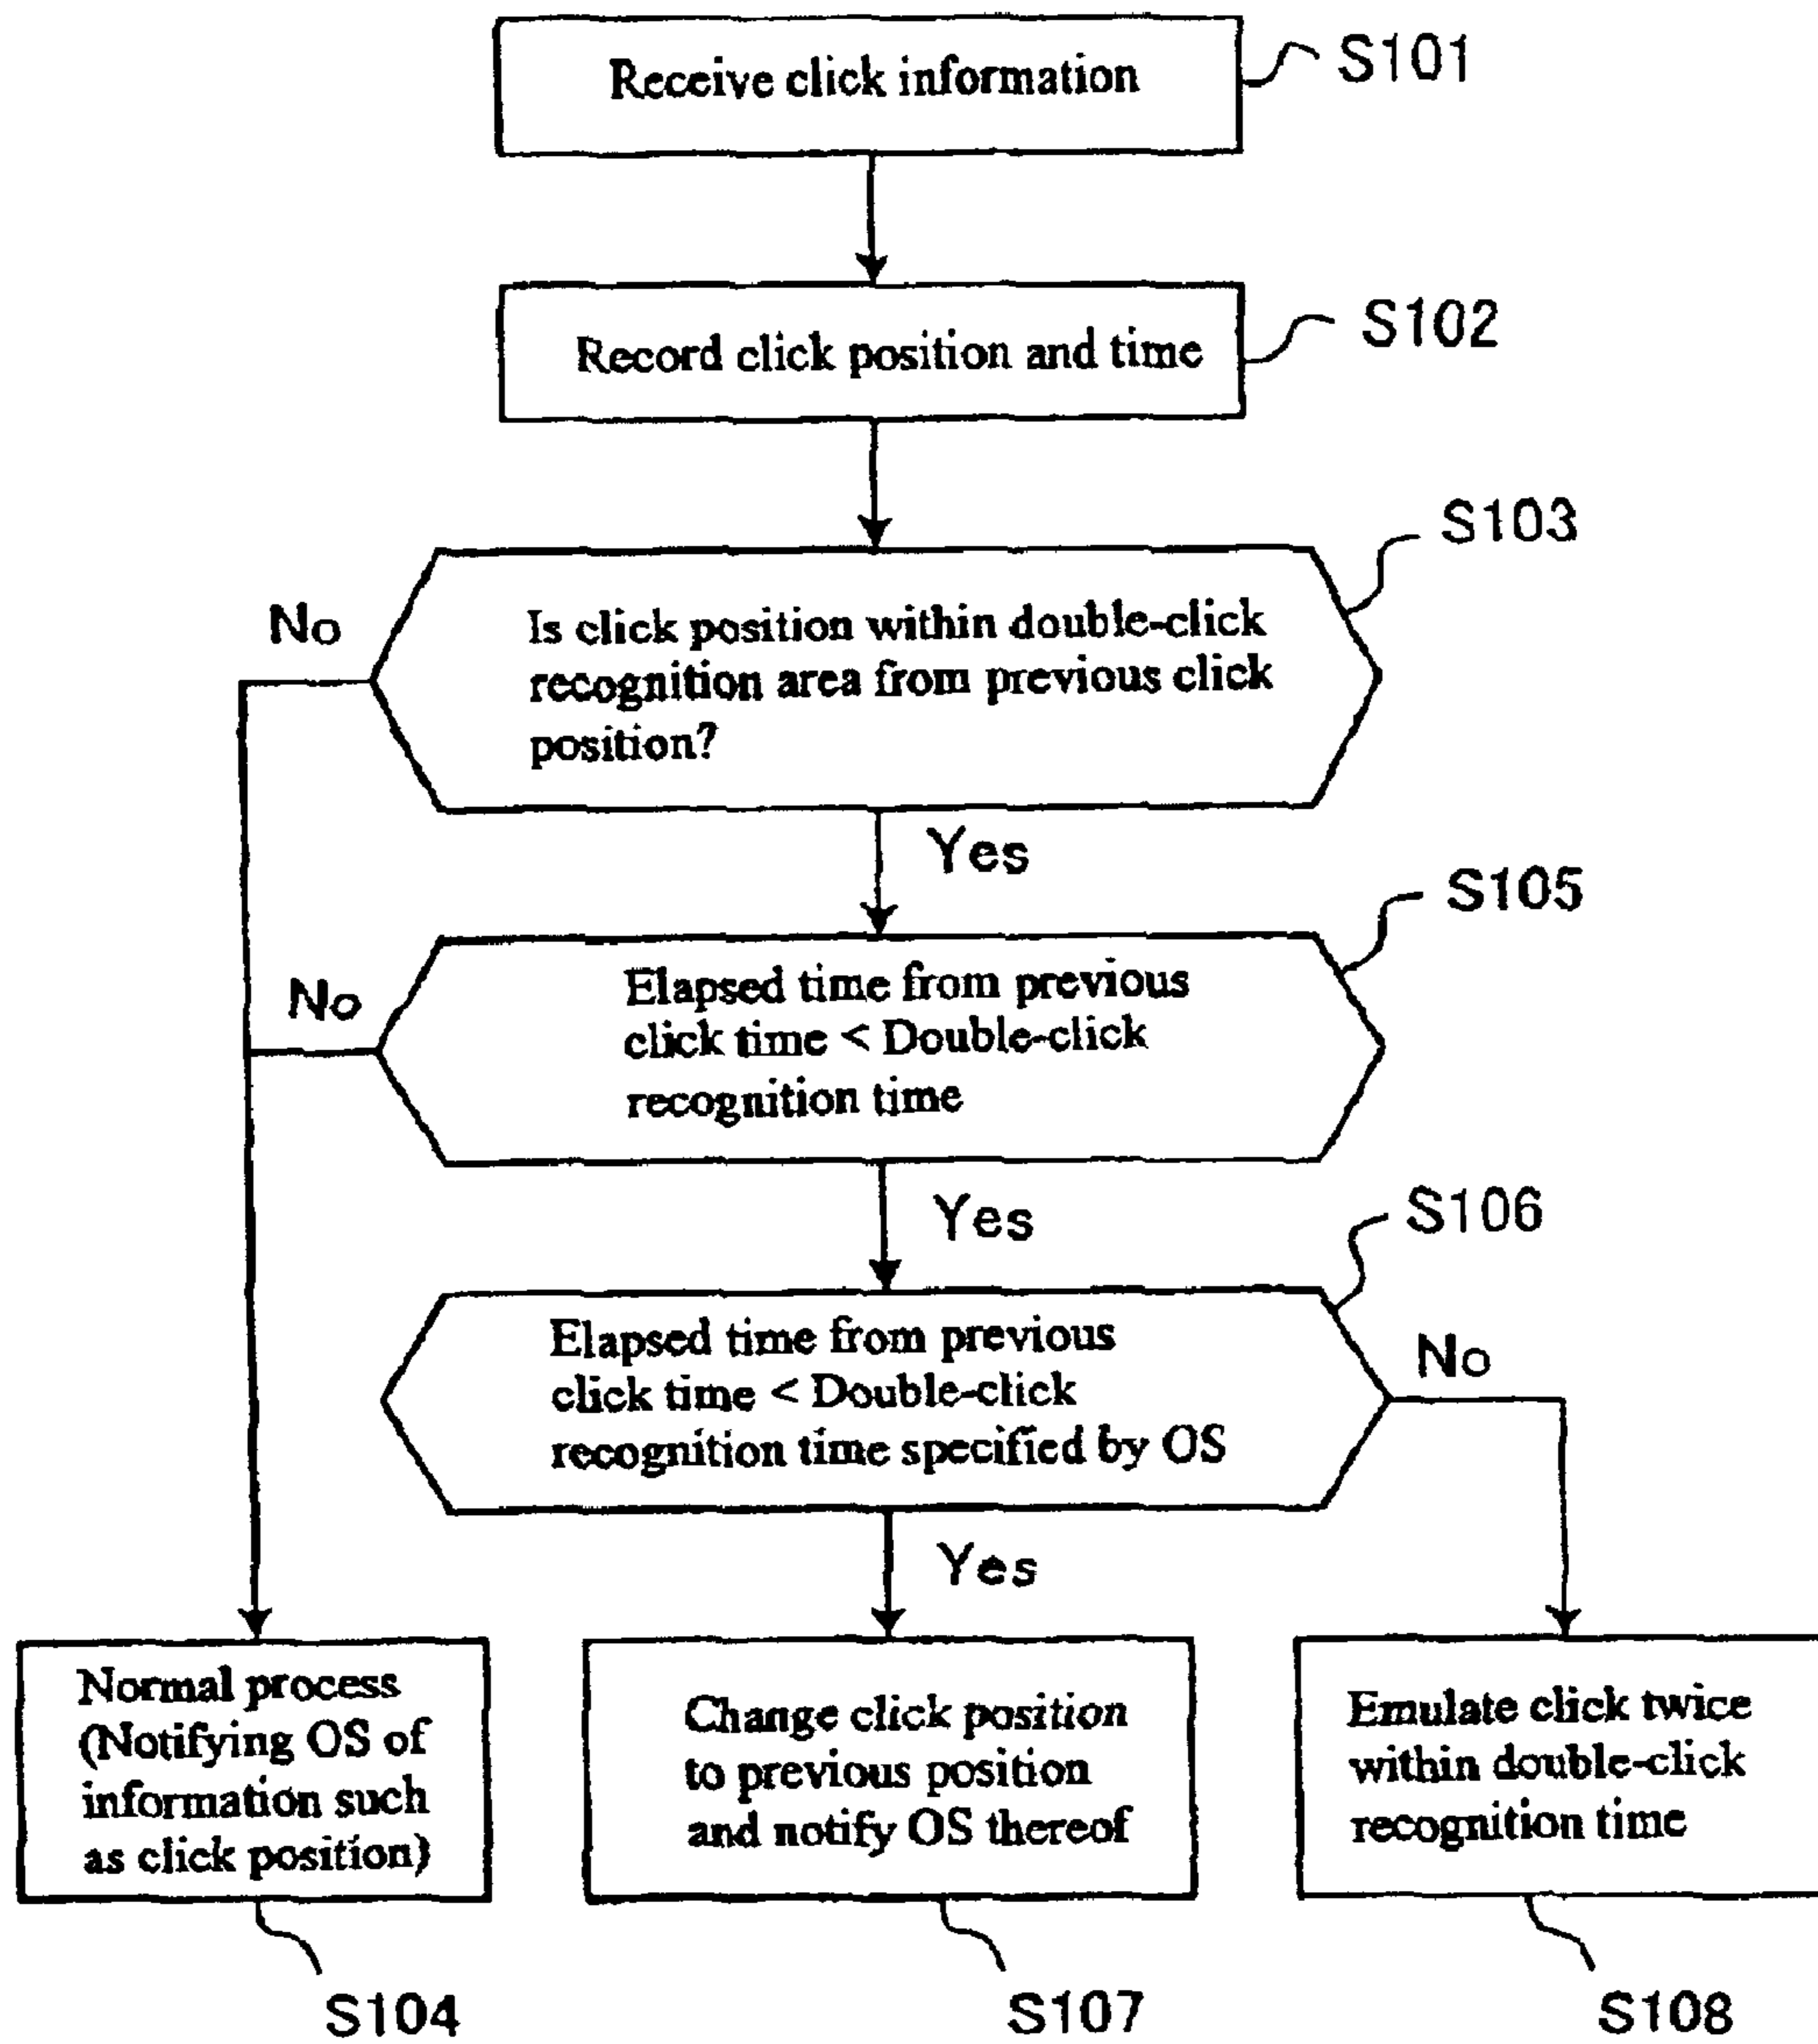 Receive click information
S101
Record click position and time
S102
S103
No
Is click position within double-click
recognition area from previous click
position?
Yes
S105
No
Elapsed time from previous
click time < Double-click
recognition time
Yes
S106
Elapsed time from previous
click time < Double-click
recognition time specified by OS
No
Yes
Normal process
(Notifying OS of
information such
as click position)
Change click position
to previous position
and notify OS thereof
Emulate click twice
within double-click
recognition time
S104
S107
S108